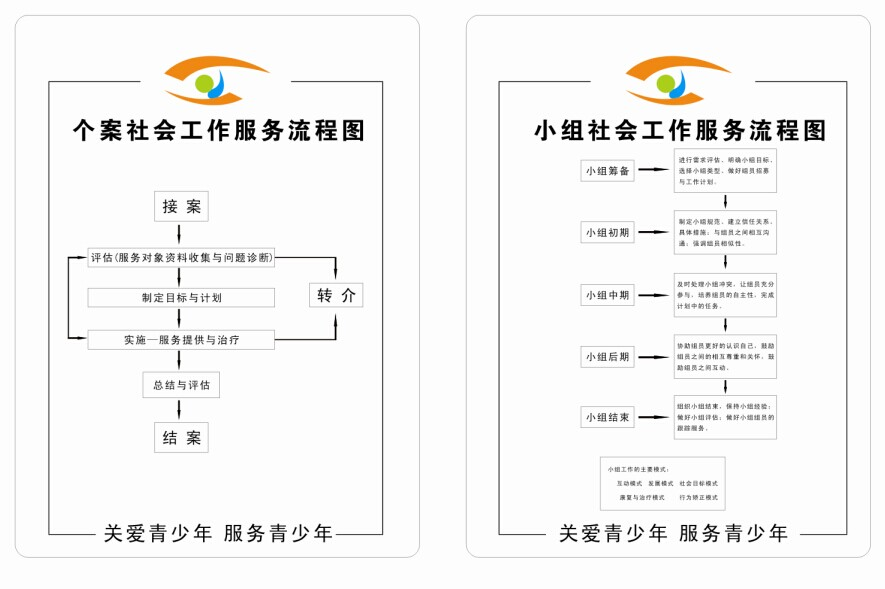 个案社会工作服务流程图
接 案
评估(服务对象资料收集与问题诊断)
制定目标与计划
转 介
实施一服务提供与治疗
总结与评估
结 案
关爱青少年 服务青少年
小组社会工作服务流程图
小组筹备
进行需求评估、明确小组目标、
选择小组类型、做好组员招募
与工作计划。
小组初期
制定小组规范、建立信任关系、
具体措施：与组员之间相互沟
通；强调组员相似性。
小组中期
及时处理小组冲突，让组员充分
参与，培养组员的自主性，完成
计划中的任务。
小组后期
协助组员更好的认识自己，鼓励
组员之间的相互尊重和关怀，鼓
励组员之间互动。
小组结束
组织小组结束，保持小组经验；
做好小组评估；做好小组组员的
跟踪服务。
小组工作的主要模式：
互动模式 发展模式 社会目标模式
康复与治疗模式 行为矫正模式
关爱青少年 服务青少年